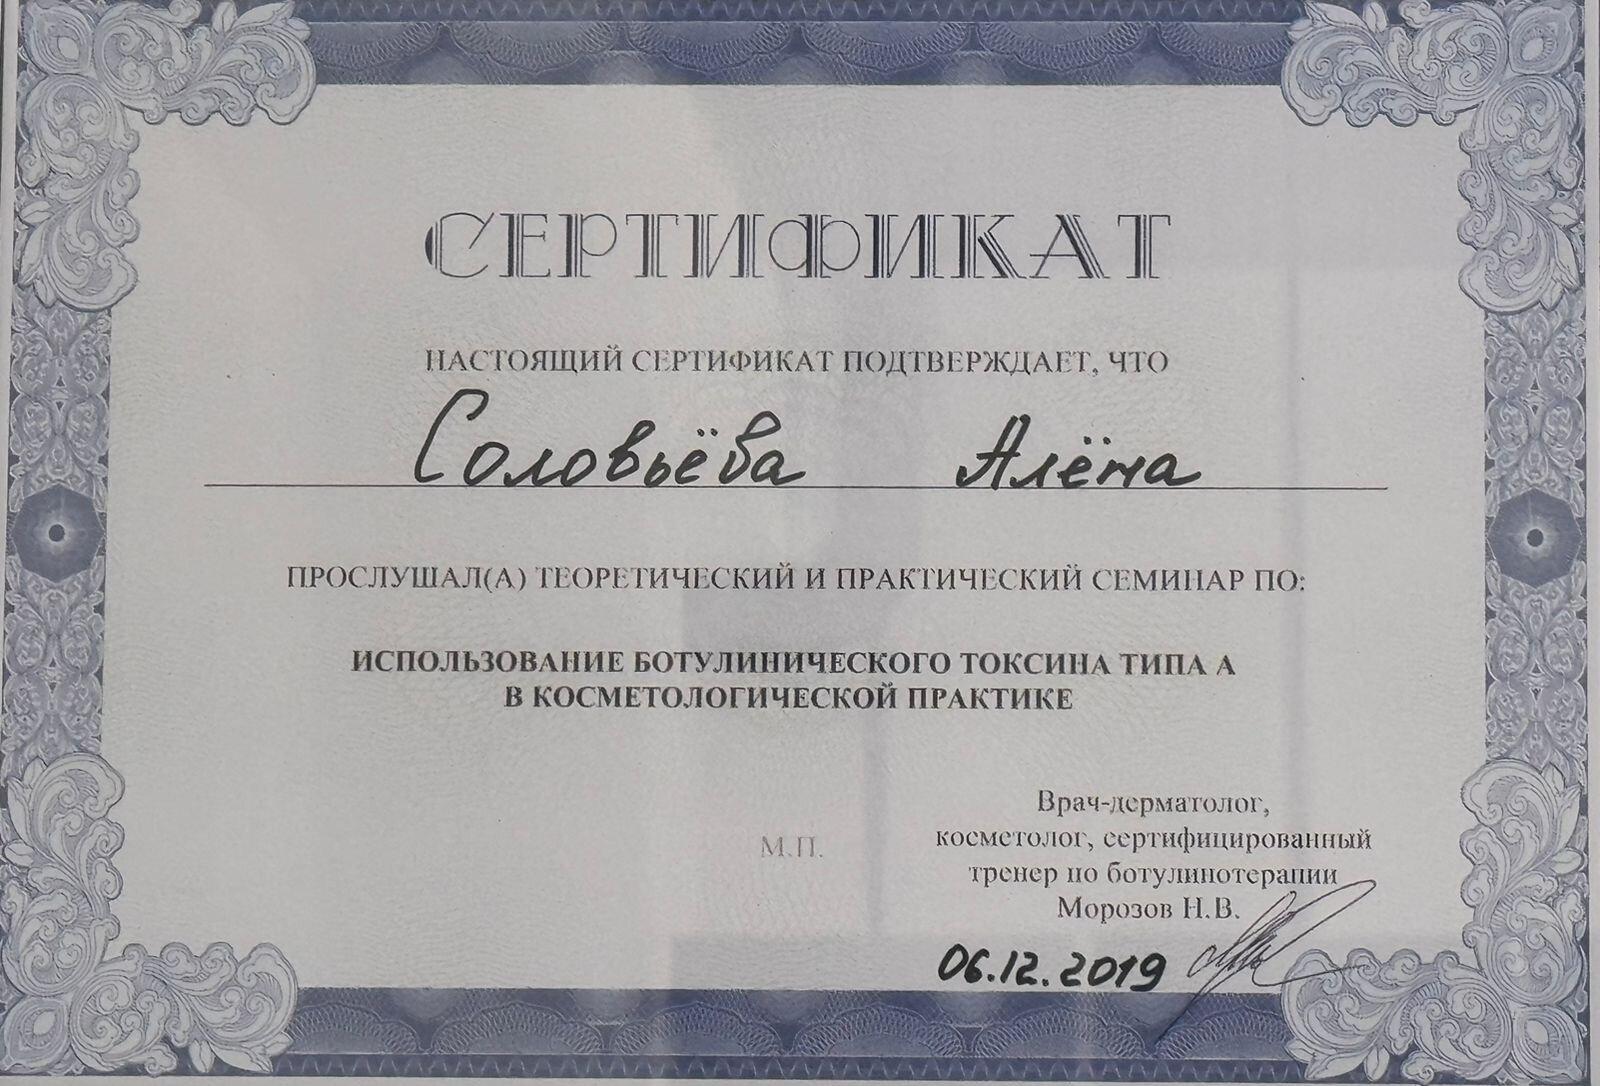 СЕРТИФИКАТ
НАСТОЯЩИЙ СЕРТИФИКАТ ПОДТВЕРЖДАЕТ, ЧТО
Соловьёва Алёна
ПРОСЛУШАЛ(А) ТЕОРЕТИЧЕСКИЙ И ПРАКТИЧЕСКИЙ СЕМИНАР ПО:
ИСПОЛЬЗОВАНИЕ БОТУЛИНИЧЕСКОГО ТОКСИНА ТИПА А
В КОСМЕТОЛОГИЧЕСКОЙ ПРАКТИКЕ
Врач-дерматолог,
М.П.
косметолог, сертифицированный
тренер по ботулинотерапии
Морозов Н.В.
06.12.2019